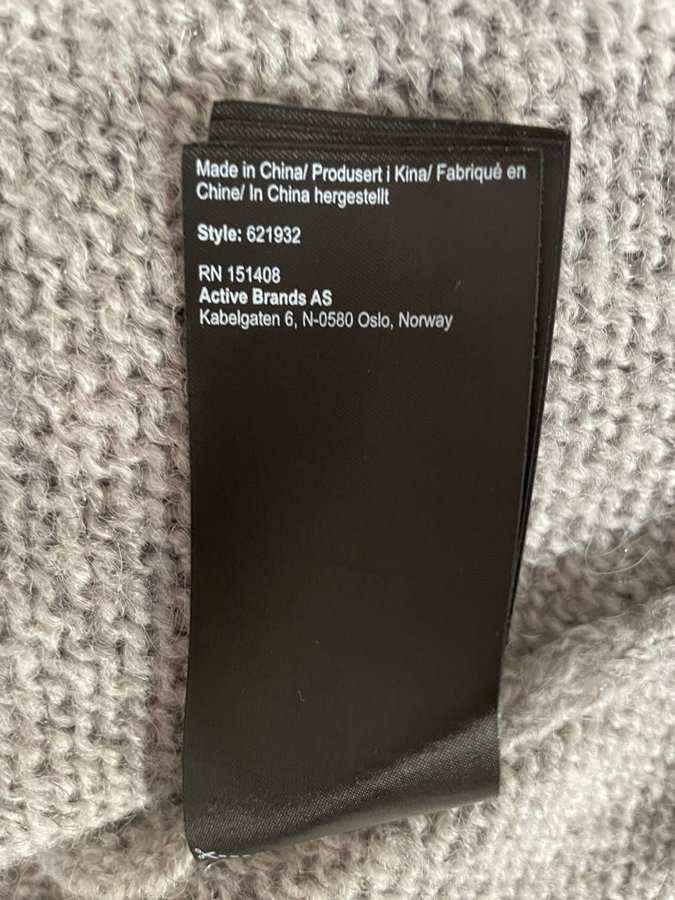 Made in China/ Produsert i Kina/ Fabriqué en
Chine/ In China hergestellt
Style: 621932
RN 151408
Active Brands AS
Kabelgaten 6, N-0580 Oslo, Norway